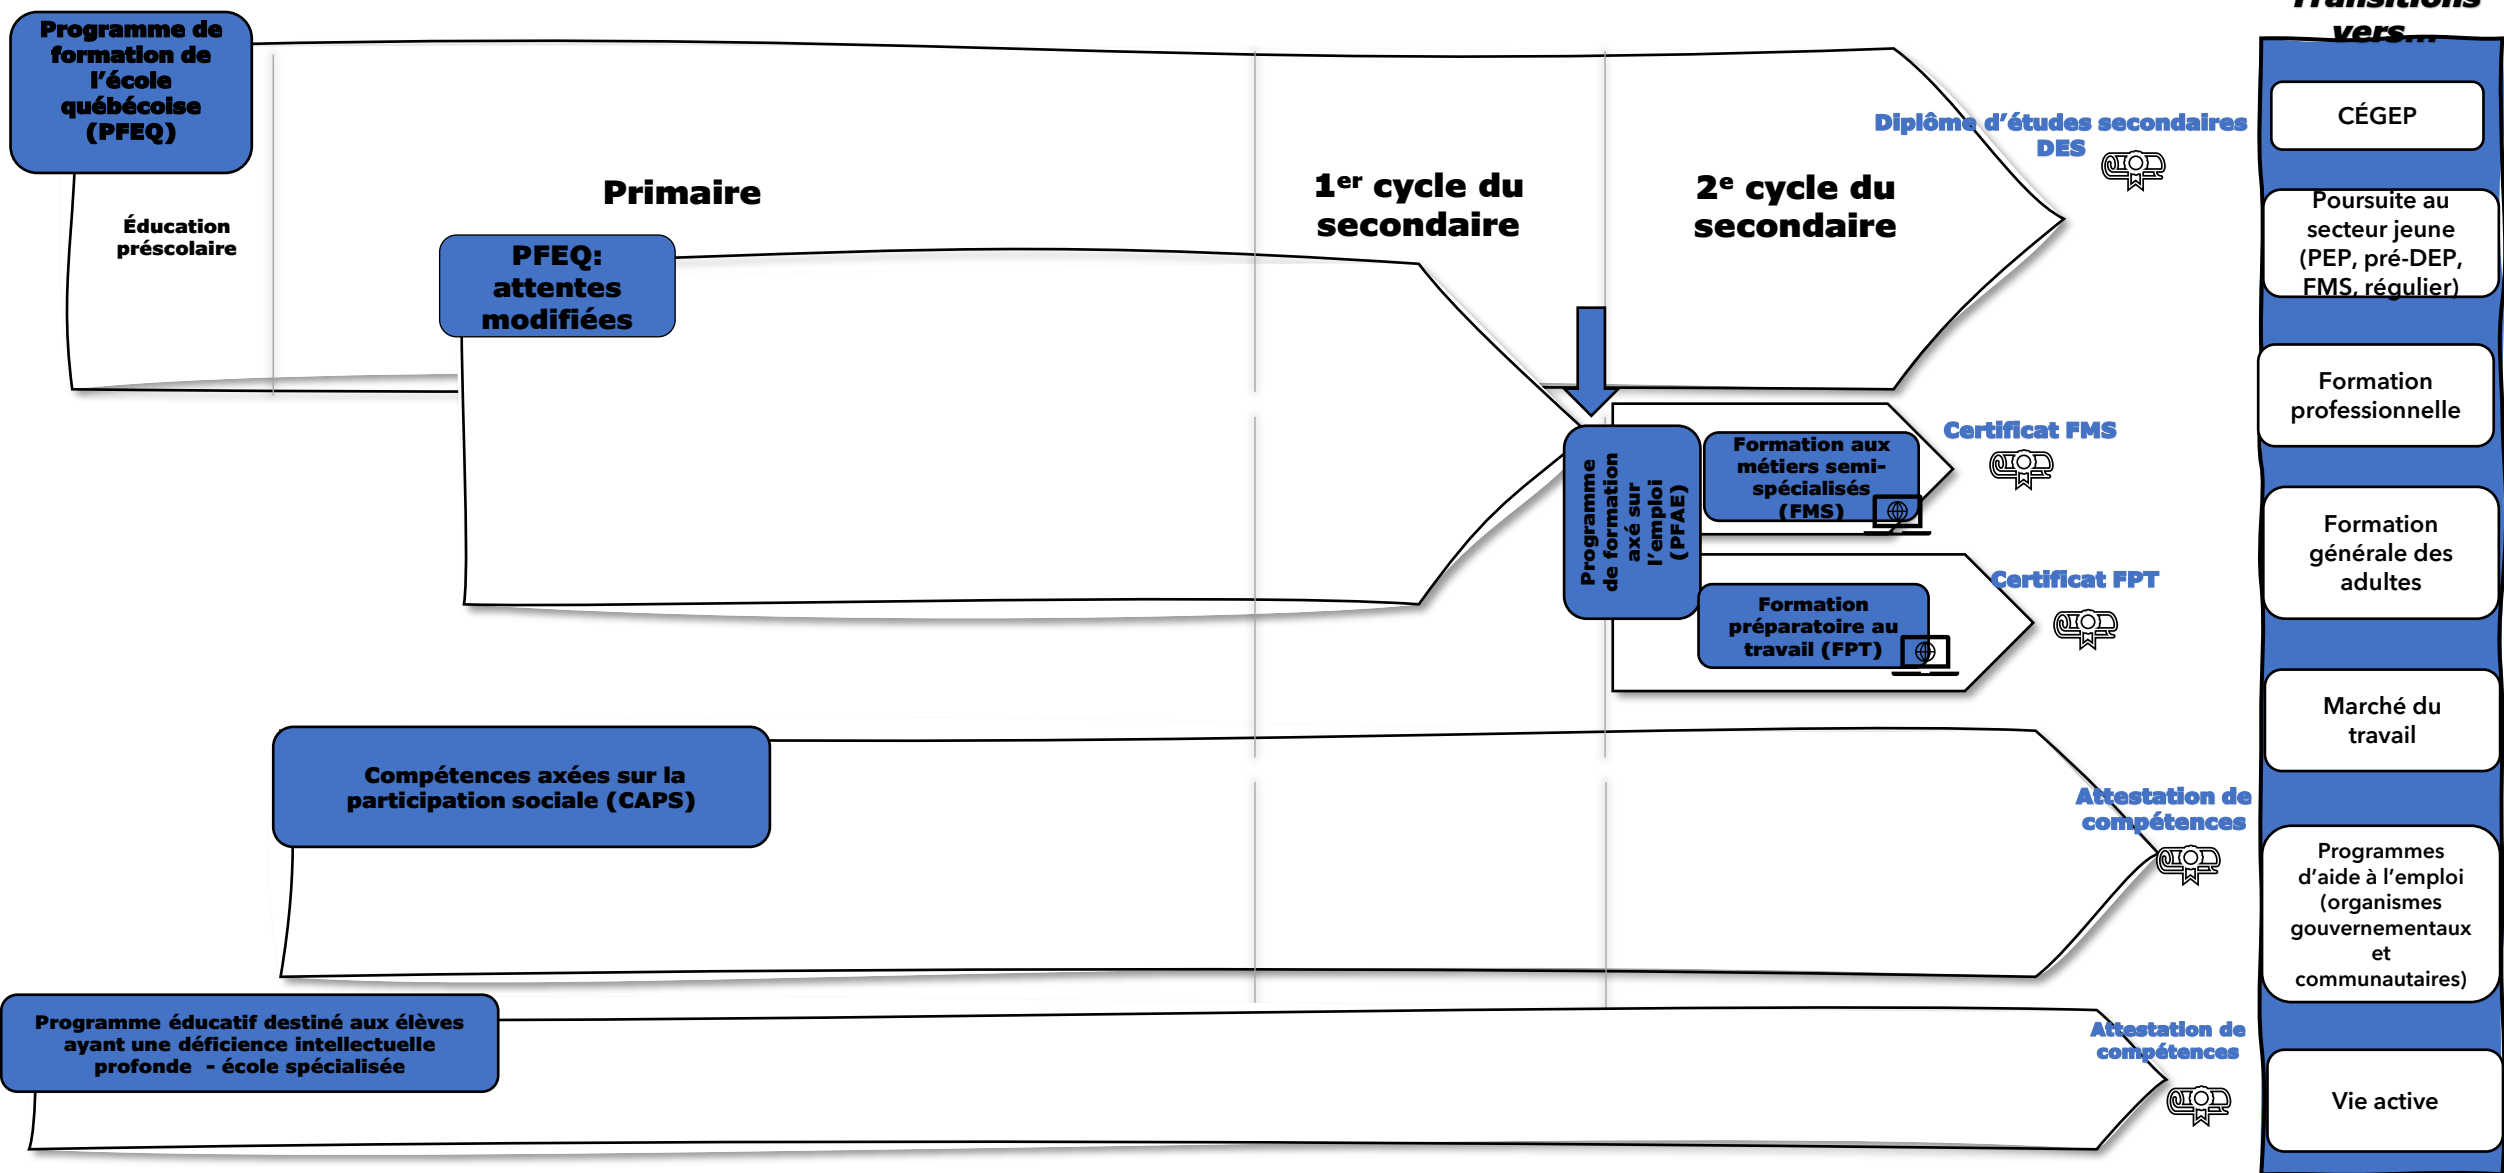 Programme de
formation de
l'école
québécoise
(PFEQ)
Éducation
préscolaire
Primaire
1er cycle du
secondaire
2e cycle du
secondaire
Diplôme d'études secondaires
DES
PFEQ:
attentes
modifiées
Programme
de formation
axé sur
l'emploi
(PFAE)
Formation aux
métiers semi-
spécialisés
(FMS)
Certificat FMS
Formation
préparatoire au
travail (FPT)
Certificat FPT
Compétences axées sur la
participation sociale (CAPS)
Attestation de
compétences
Programme éducatif destiné aux élèves
ayant une déficience intellectuelle
profonde - école spécialisée
Attestation de
compétences
Transitions
vers...
CÉGEP
Poursuite au
secteur jeune
(PEP, pré-DEP,
FMS, régulier)
Formation
professionnelle
Formation
générale des
adultes
Marché du
travail
Programmes
d'aide à l'emploi
(organismes
gouvernementaux
et
communautaires)
Vie active